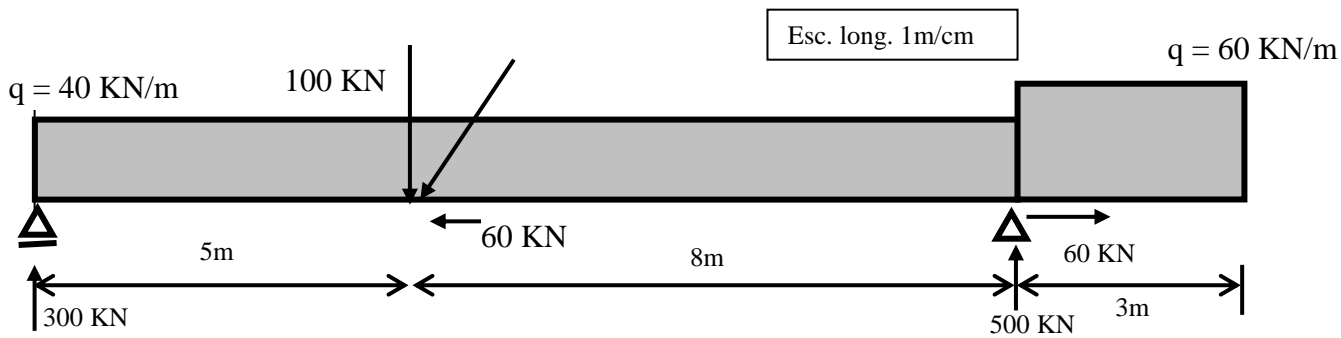 Esc. long. 1m/cm
q = 60 KN/m
100 KN
q = 40 KN/m
60 KN
60 KN
5m
8m
3m
300 KN
500 KN